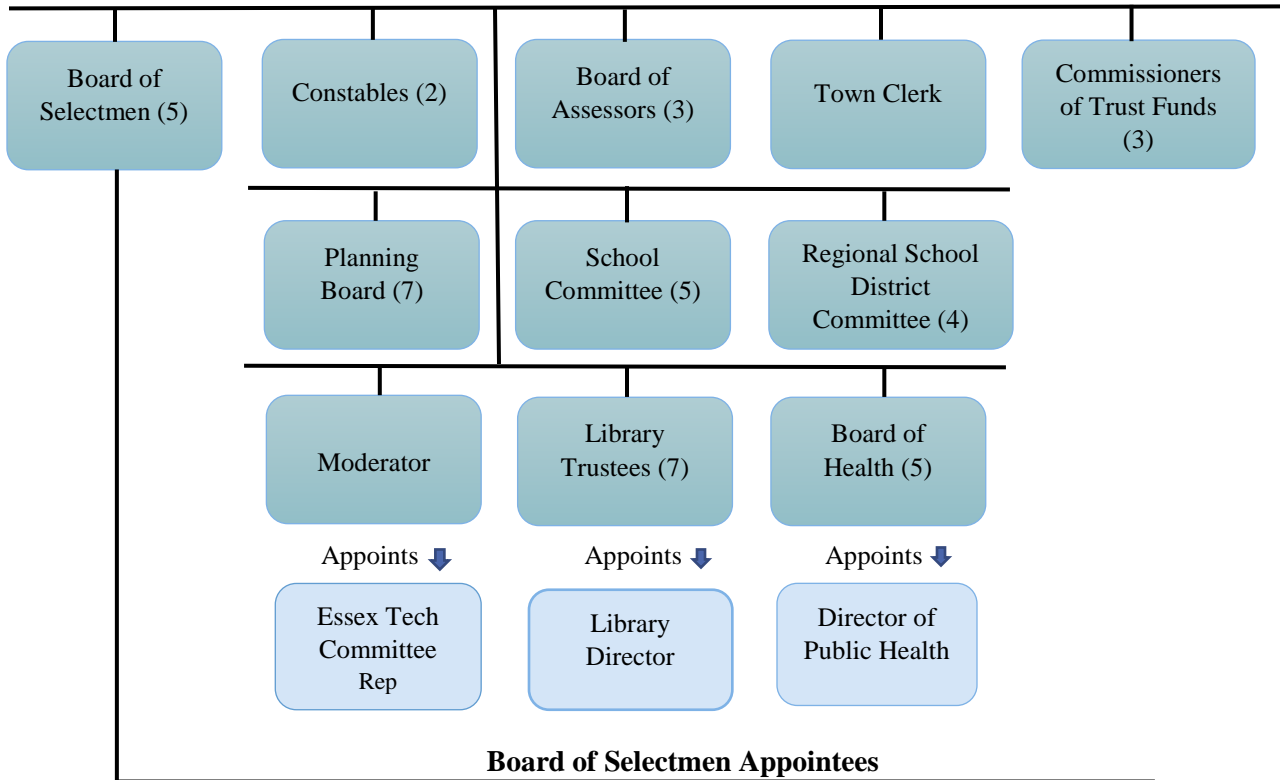 Board of
Selectmen (5)
Constables (2)
Board of
Assessors (3)
Town Clerk
Commissioners
of Trust Funds
(3)
Planning
Board (7)
School
Committee (5)
Regional School
District
Committee (4)
Moderator
Library
Trustees (7)
Board of
Health (5)
Appoints
Appoints
Appoints
Essex Tech
Committee
Rep
Library
Director
Director of
Public Health
Board of Selectmen Appointees